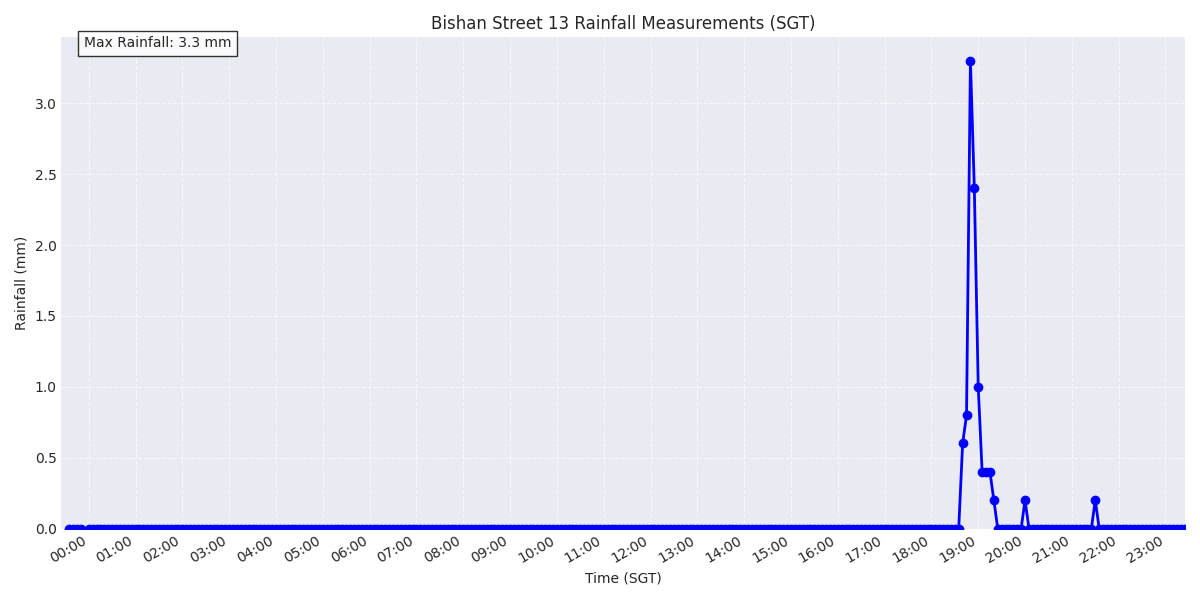 Bishan Street 13 Rainfall Measurements (SGT)
Max Rainfall: 3.3 mm
Rainfall (mm)
3.0
2.5
2.0
1.5
1.0
0.5
0.0
00:00 01:00 02:00 03:00 04:00 05:00 06:00 07:00 08:00 09:00 10:00 11:00 12:00 13:00 14:00 15:00 16:00 17:00 18:00 19:00 20:00 21:00 22:00 23:00
Time (SGT)